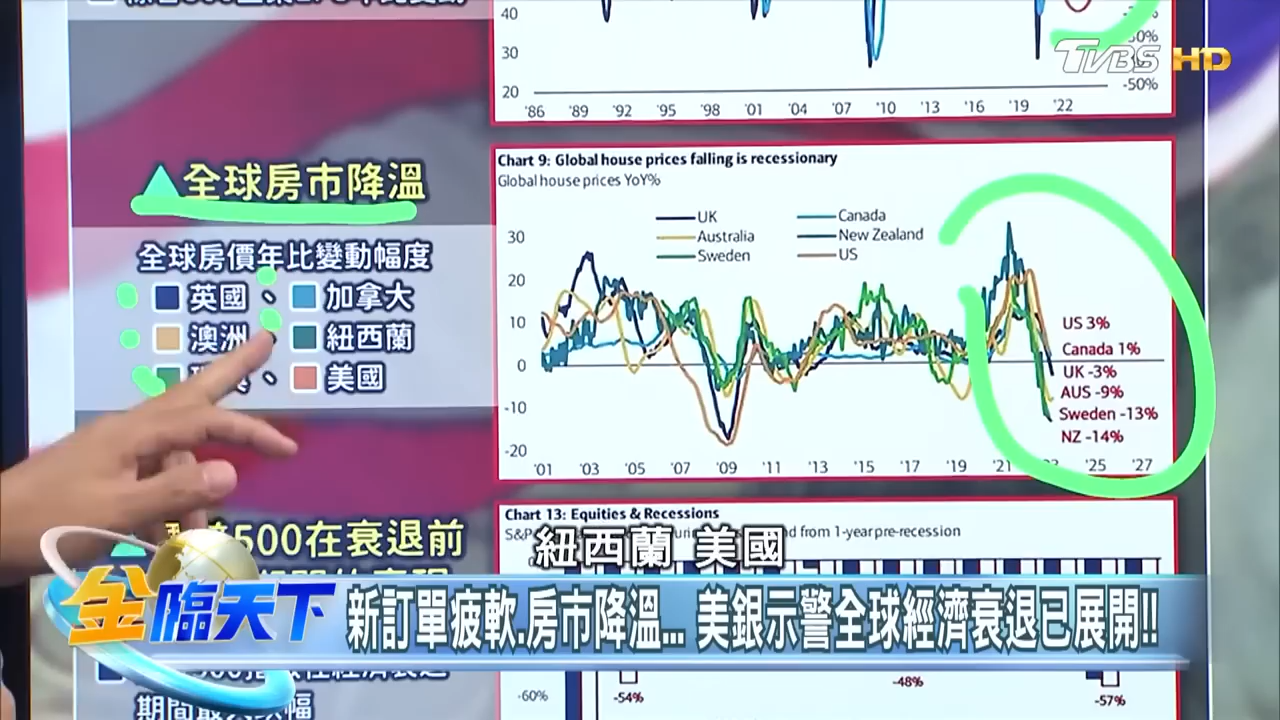 40
30
20
'86 '89 '92 '95 '98 '01 '04 '07 '10 '13 '16 '19 '22
-50%
TVBS HD
全球房市降溫
全球房價年比變動幅度
英國、加拿大
澳洲、紐西蘭
、美國
Chart 9: Global house prices falling is recessionary
Global house prices YoY%
UK Canada
Australia New Zealand
Sweden US
30
20
10
0
-10
-20
'01 '03 '05 '07 '09 '11 '13 '15 '17 '19 '21 '25 '27
US 3%
Canada 1%
UK -3%
AUS -9%
Sweden -13%
NZ -14%
500在衰退前
Chart 13: Equities & Recessions
from 1-year pre-recession
紐西蘭 美國
金臨天下
新訂單疲軟.房市降溫... 美銀示警全球經濟衰退已展開!!
-60%
-54%
-48%
-57%